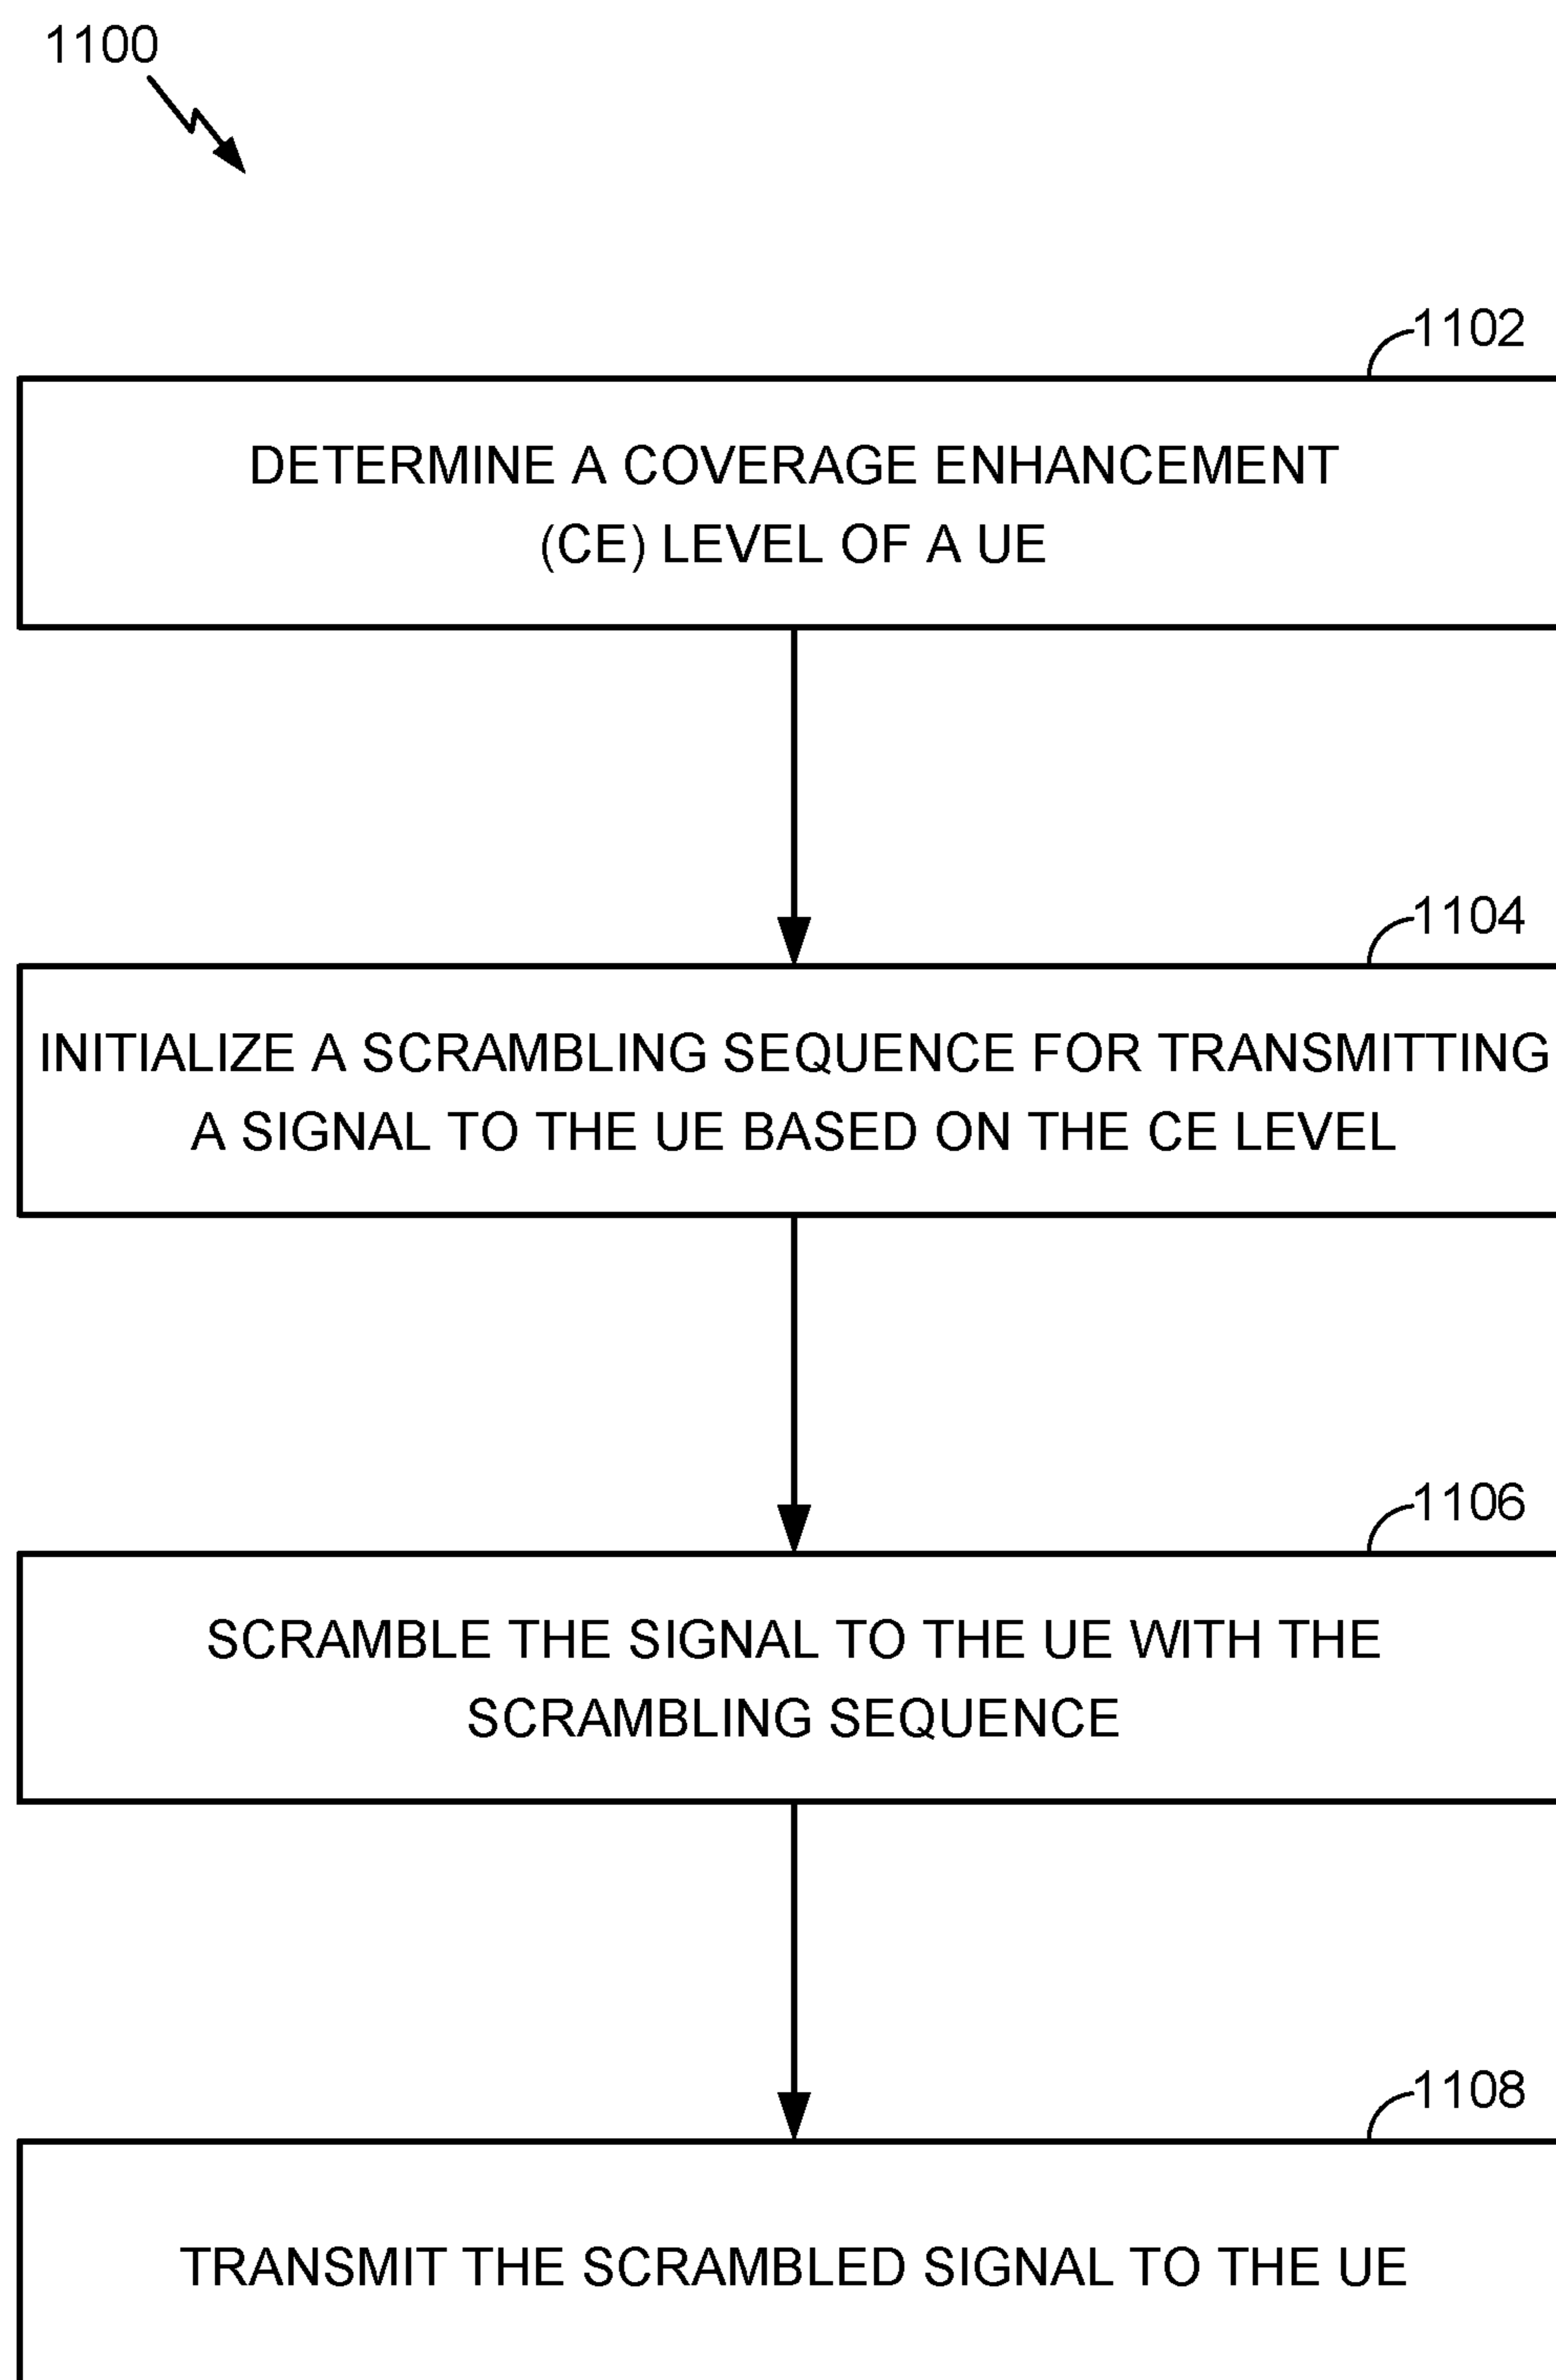 1100
1102
DETERMINE A COVERAGE ENHANCEMENT
(CE) LEVEL OF A UE
1104
INITIALIZE A SCRAMBLING SEQUENCE FOR TRANSMITTING
A SIGNAL TO THE UE BASED ON THE CE LEVEL
1106
SCRAMBLE THE SIGNAL TO THE UE WITH THE
SCRAMBLING SEQUENCE
1108
TRANSMIT THE SCRAMBLED SIGNAL TO THE UE